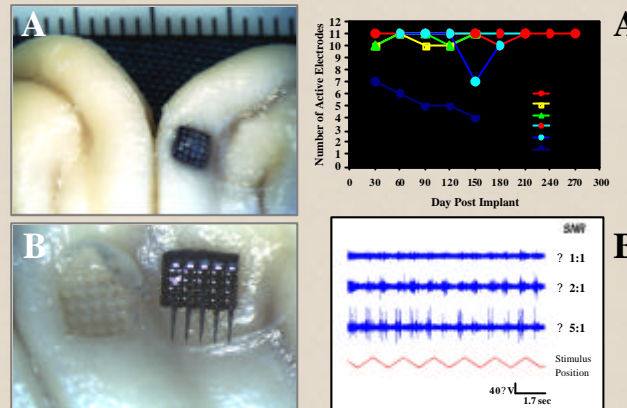 A
B
A
Number of Active Electrodes
12
11
10
9
8
7
6
5
4
3
2
1
0
0 30 60 90 120 150 180 210 240 270 300
Day Post Implant
B
SNR
? 1:1
? 2:1
? 5:1
Stimulus
Position
40?V
1.7 sec